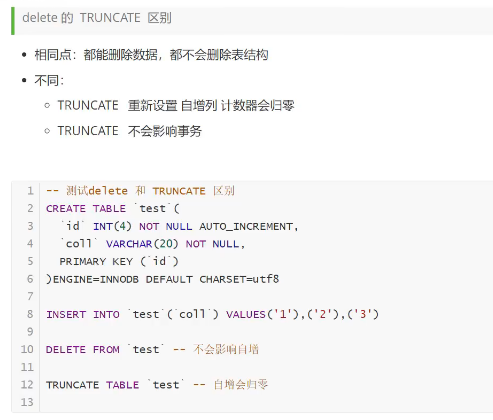 delete 的 TRUNCATE 区别
• 相同点：都能删除数据，都不会删除表结构
• 不同：
○ TRUNCATE 重新设置 自增列 计数器会归零
○ TRUNCATE 不会影响事务
1 -- 测试delete 和 TRUNCATE 区别
2 CREATE TABLE `test`(
3 `id` INT(4) NOT NULL AUTO_INCREMENT,
4 `coll` VARCHAR(20) NOT NULL,
5 PRIMARY KEY (`id`)
6 )ENGINE=INNODB DEFAULT CHARSET=utf8
7
8 INSERT INTO `test`(`coll`) VALUES('1'),('2'),('3')
9
10 DELETE FROM `test` -- 不会影响自增
11
12 TRUNCATE TABLE `test` -- 自增会归零
13